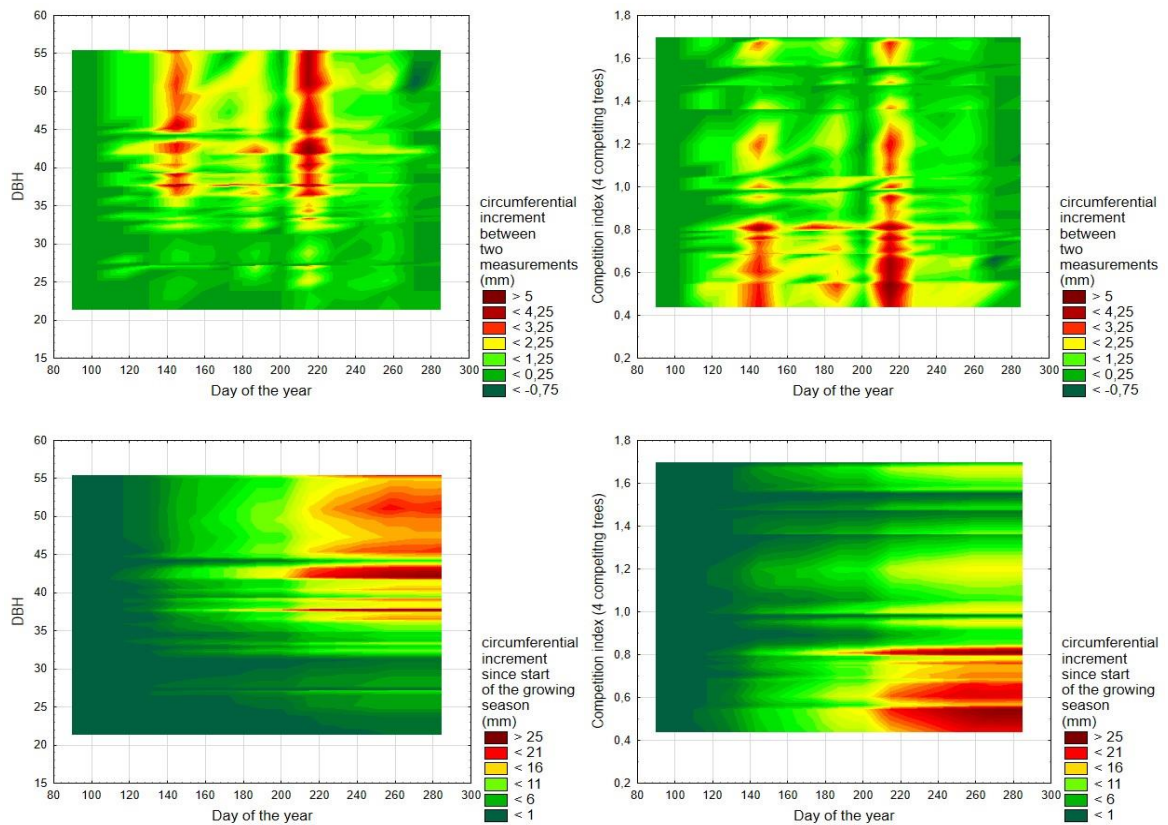 60
55
50
45
40
35
30
25
20
15
DBH
80 100 120 140 160 180 200 220 240 260 280 300
Day of the year
circumferential
increment
between
two
measurements
(mm)
> 5
< 4,25
< 3,25
< 2,25
< 1,25
< 0,25
< -0,75
1,8
1,6
1,4
1,2
1,0
0,8
0,6
0,4
0,2
Competition index (4 competitng trees)
80 100 120 140 160 180 200 220 240 260 280 300
Day of the year
circumferential
increment
between
two
measurements
(mm)
> 5
< 4,25
< 3,25
< 2,25
< 1,25
< 0,25
< -0,75
60
55
50
45
40
35
30
25
20
15
DBH
80 100 120 140 160 180 200 220 240 260 280 300
Day of the year
circumferential
increment
since start
of the growing
season
(mm)
> 25
< 21
< 16
< 11
< 6
< 1
1,8
1,6
1,4
1,2
1,0
0,8
0,6
0,4
0,2
Competition index (4 competitng trees)
80 100 120 140 160 180 200 220 240 260 280 300
Day of the year
circumferential
increment
since start
of the growing
season
(mm)
> 25
< 21
< 16
< 11
< 6
< 1